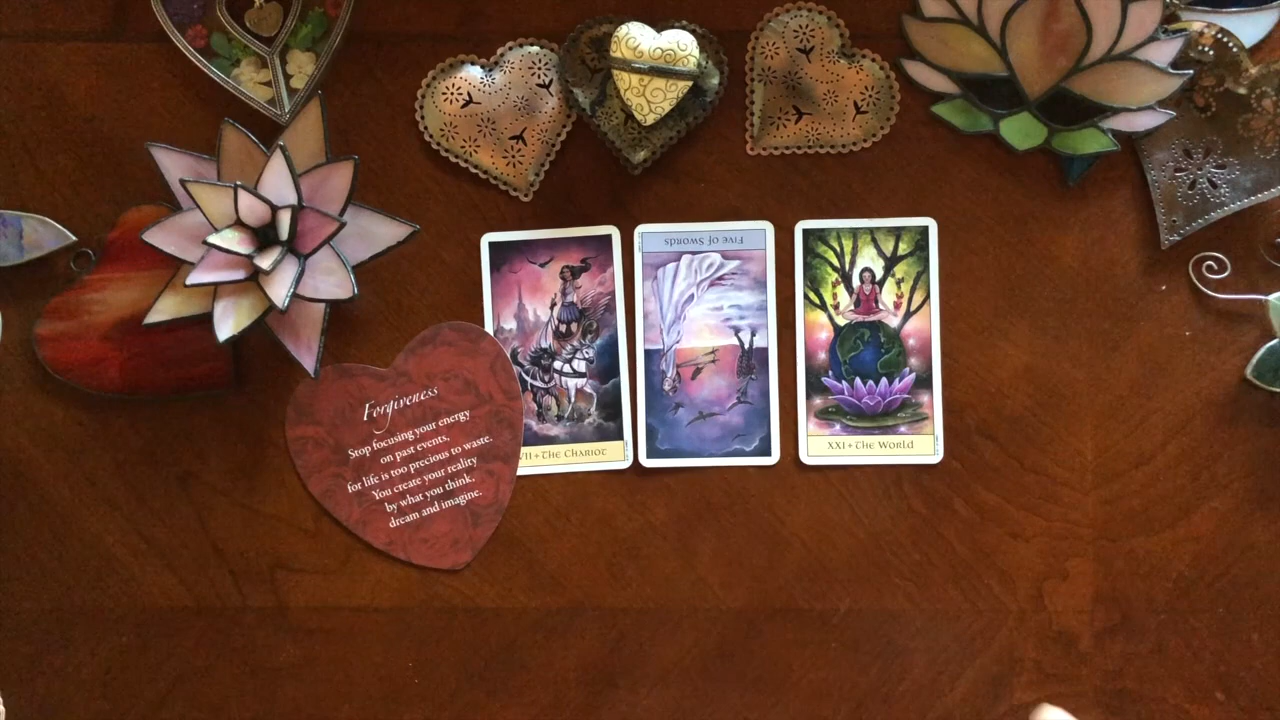 Five of Swords
VII + The Chariot
XXI + The World
Forgiveness
Stop focusing your energy
on past events,
for life is too precious to waste.
You create your reality
by what you think,
dream and imagine.